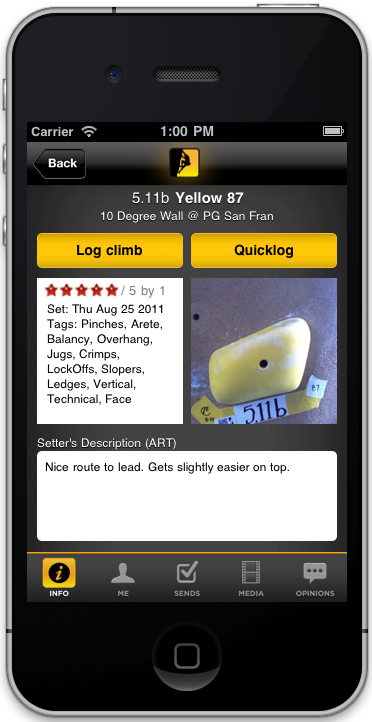 Carrier 1:00 PM
Back
5.11b Yellow 87
10 Degree Wall @ PG San Fran
Log climb Quicklog
/ 5 by 1
Set: Thu Aug 25 2011
Tags: Pinches, Arete,
Balancy, Overhang,
Jugs, Crimps,
LockOffs, Slopers,
Ledges, Vertical,
Technical, Face
87
5.11b
Setter's Description (ART)
Nice route to lead. Gets slightly easier on top.
INFO ME SENDS MEDIA OPINIONS